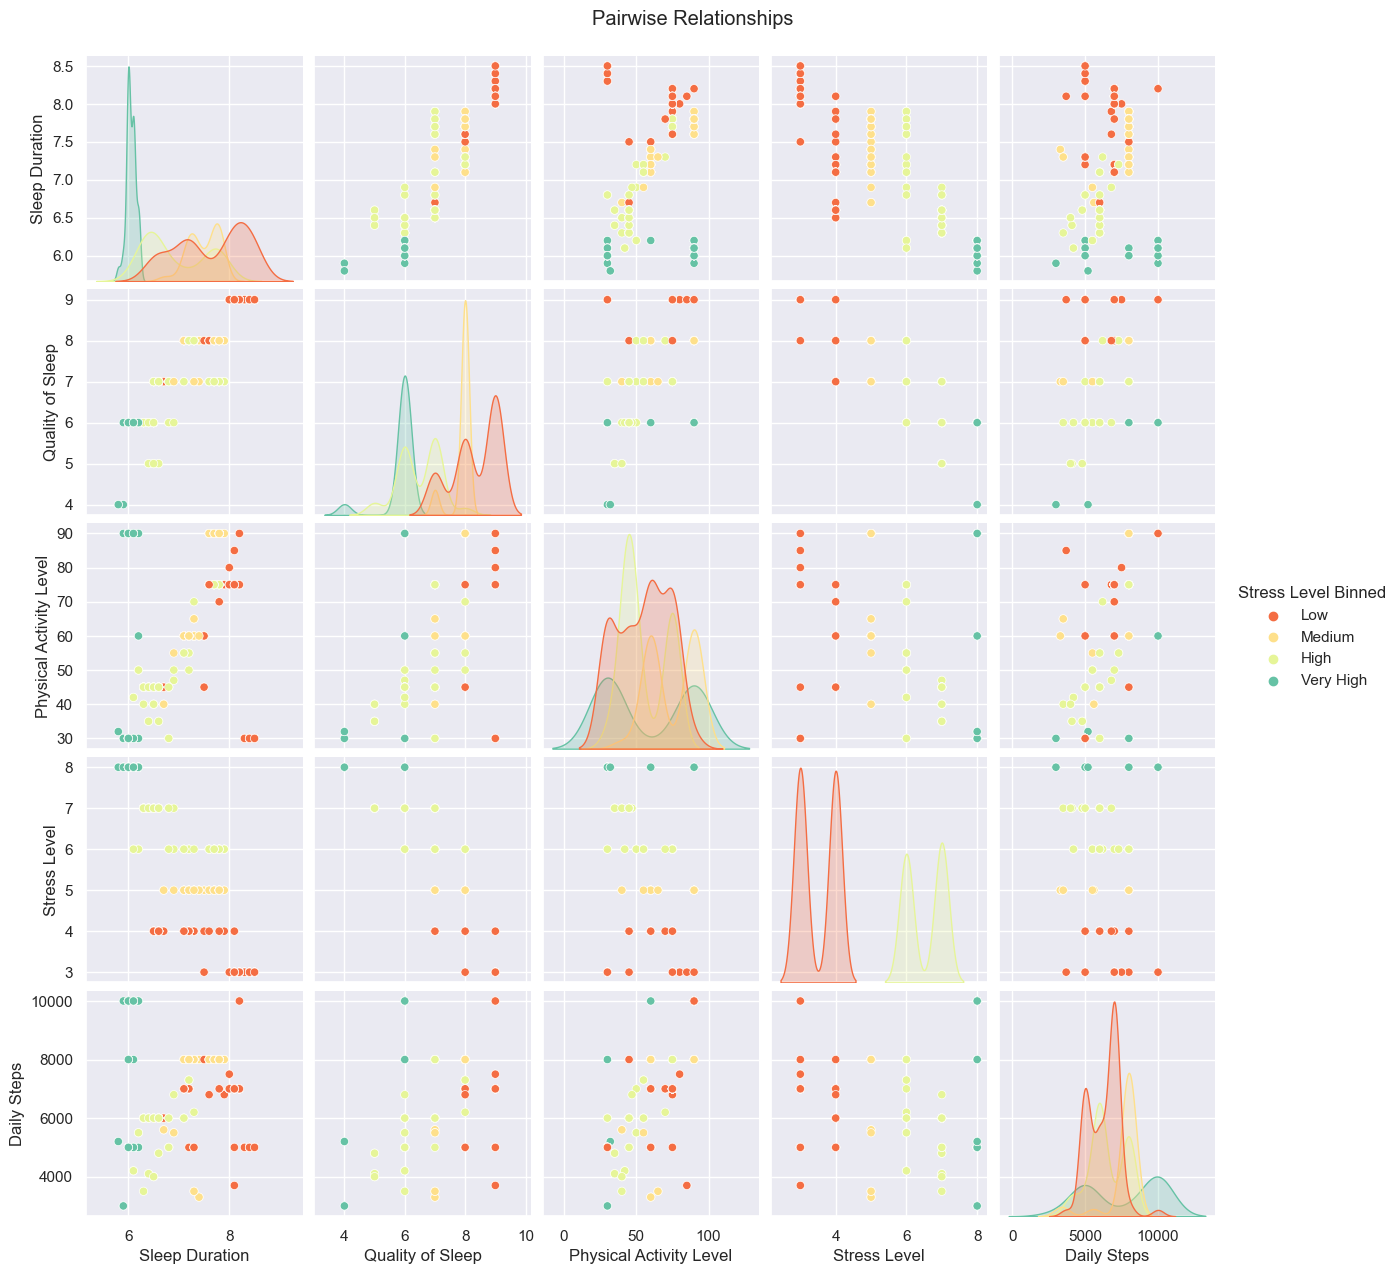 Pairwise Relationships
Sleep Duration
8.5
8.0
7.5
7.0
6.5
6.0
Quality of Sleep
9
8
7
6
5
4
Physical Activity Level
90
80
70
60
50
40
30
Stress Level
8
7
6
5
4
3
Daily Steps
10000
8000
6000
4000
6
8
Sleep Duration
4
6
8
10
Quality of Sleep
0
50
100
Physical Activity Level
4
6
8
Stress Level
0
5000
10000
Daily Steps
Stress Level Binned
Low
Medium
High
Very High